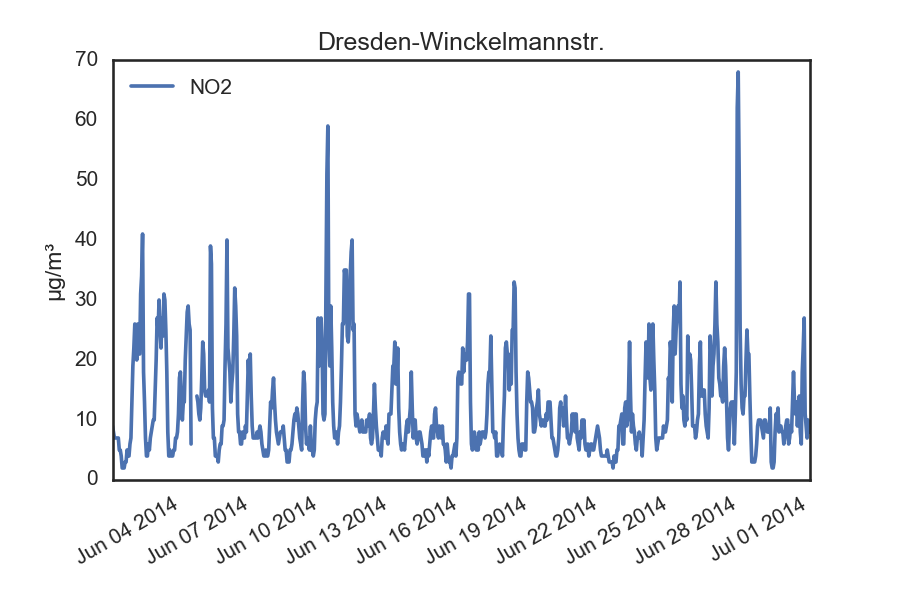 Dresden-Winckelmannstr.
70
60
50
40
30
20
10
0
µg/m³
NO2
Jun 04 2014
Jun 07 2014
Jun 10 2014
Jun 13 2014
Jun 16 2014
Jun 19 2014
Jun 22 2014
Jun 25 2014
Jun 28 2014
Jul 01 2014